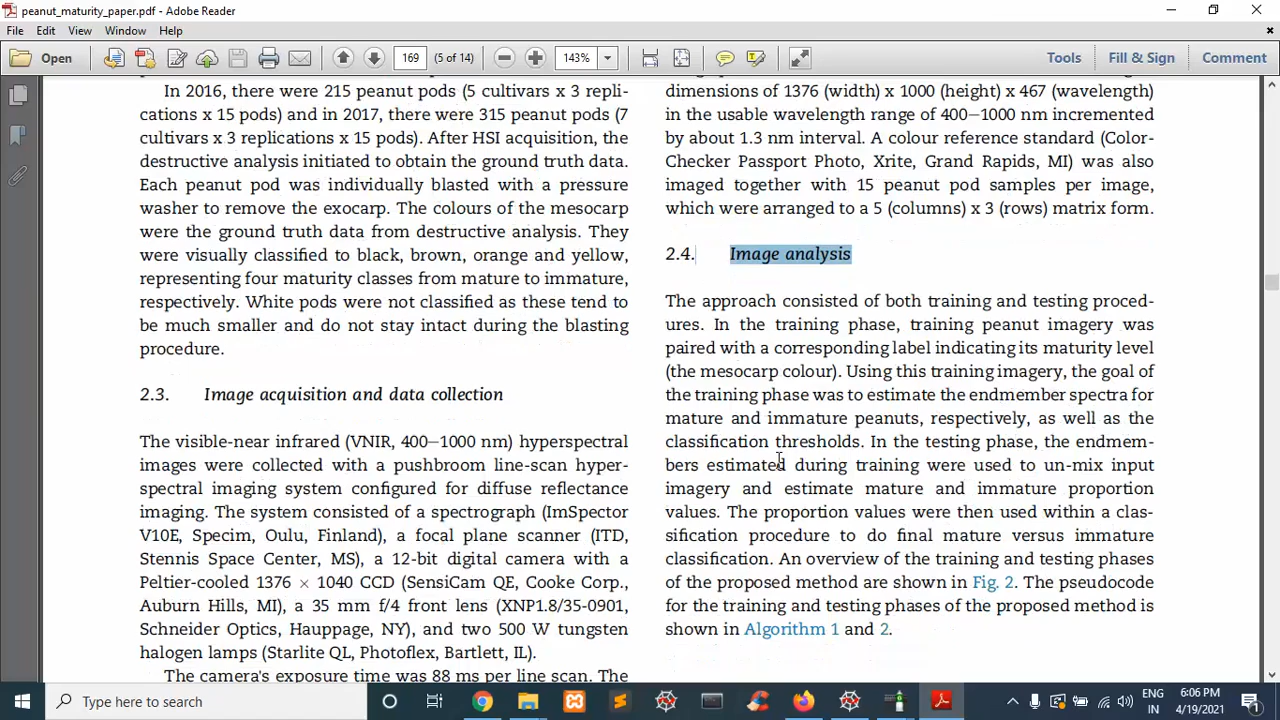 peanut_maturity_paper.pdf - Adobe Reader
File Edit View Window Help
Open 169 (5 of 14) 143% Tools Fill & Sign Comment
In 2016, there were 215 peanut pods (5 cultivars x 3 repli-
cations x 15 pods) and in 2017, there were 315 peanut pods (7
cultivars x 3 replications x 15 pods). After HSI acquisition, the
destructive analysis initiated to obtain the ground truth data.
Each peanut pod was individually blasted with a pressure
washer to remove the exocarp. The colours of the mesocarp
were the ground truth data from destructive analysis. They
were visually classified to black, brown, orange and yellow,
representing four maturity classes from mature to immature,
respectively. White pods were not classified as these tend to
be much smaller and do not stay intact during the blasting
procedure.
2.3. Image acquisition and data collection
The visible-near infrared (VNIR, 400–1000 nm) hyperspectral
images were collected with a pushbroom line-scan hyper-
spectral imaging system configured for diffuse reflectance
imaging. The system consisted of a spectrograph (ImSpector
V10E, Specim, Oulu, Finland), a focal plane scanner (ITD,
Stennis Space Center, MS), a 12-bit digital camera with a
Peltier-cooled 1376 × 1040 CCD (SensiCam QE, Cooke Corp.,
Auburn Hills, MI), a 35 mm f/4 front lens (XNP1.8/35-0901,
Schneider Optics, Hauppage, NY), and two 500 W tungsten
halogen lamps (Starlite QL, Photoflex, Bartlett, IL).
The camera's exposure time was 88 ms per line scan. The
dimensions of 1376 (width) x 1000 (height) x 467 (wavelength)
in the usable wavelength range of 400–1000 nm incremented
by about 1.3 nm interval. A colour reference standard (Color-
Checker Passport Photo, Xrite, Grand Rapids, MI) was also
imaged together with 15 peanut pod samples per image,
which were arranged to a 5 (columns) x 3 (rows) matrix form.
2.4. Image analysis
The approach consisted of both training and testing proced-
ures. In the training phase, training peanut imagery was
paired with a corresponding label indicating its maturity level
(the mesocarp colour). Using this training imagery, the goal of
the training phase was to estimate the endmember spectra for
mature and immature peanuts, respectively, as well as the
classification thresholds. In the testing phase, the endmem-
bers estimated during training were used to un-mix input
imagery and estimate mature and immature proportion
values. The proportion values were then used within a clas-
sification procedure to do final mature versus immature
classification. An overview of the training and testing phases
of the proposed method are shown in Fig. 2. The pseudocode
for the training and testing phases of the proposed method is
shown in Algorithm 1 and 2.
Type here to search
ENG
IN
6:06 PM
4/19/2021
1